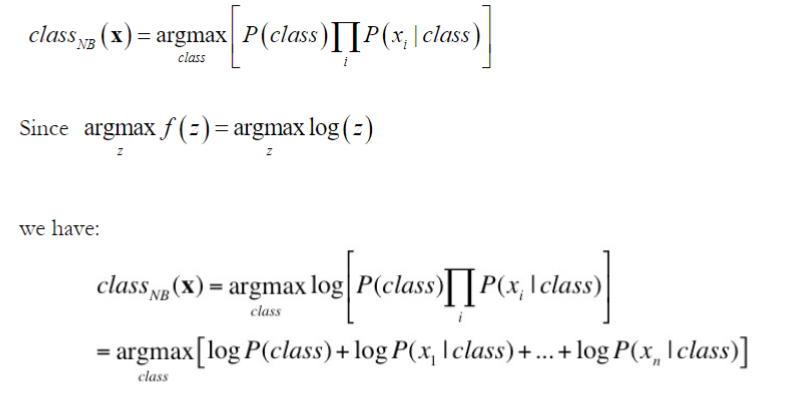 class_NB (x) = argmax_class [ P(class) ∏_i P(x_i | class) ]
Since argmax_z f(z) = argmax_z log(z)
we have:
class_NB (x) = argmax_class log [ P(class) ∏_i P(x_i | class) ]
= argmax_class [log P(class) + log P(x_1 | class) + ... + log P(x_n | class)]